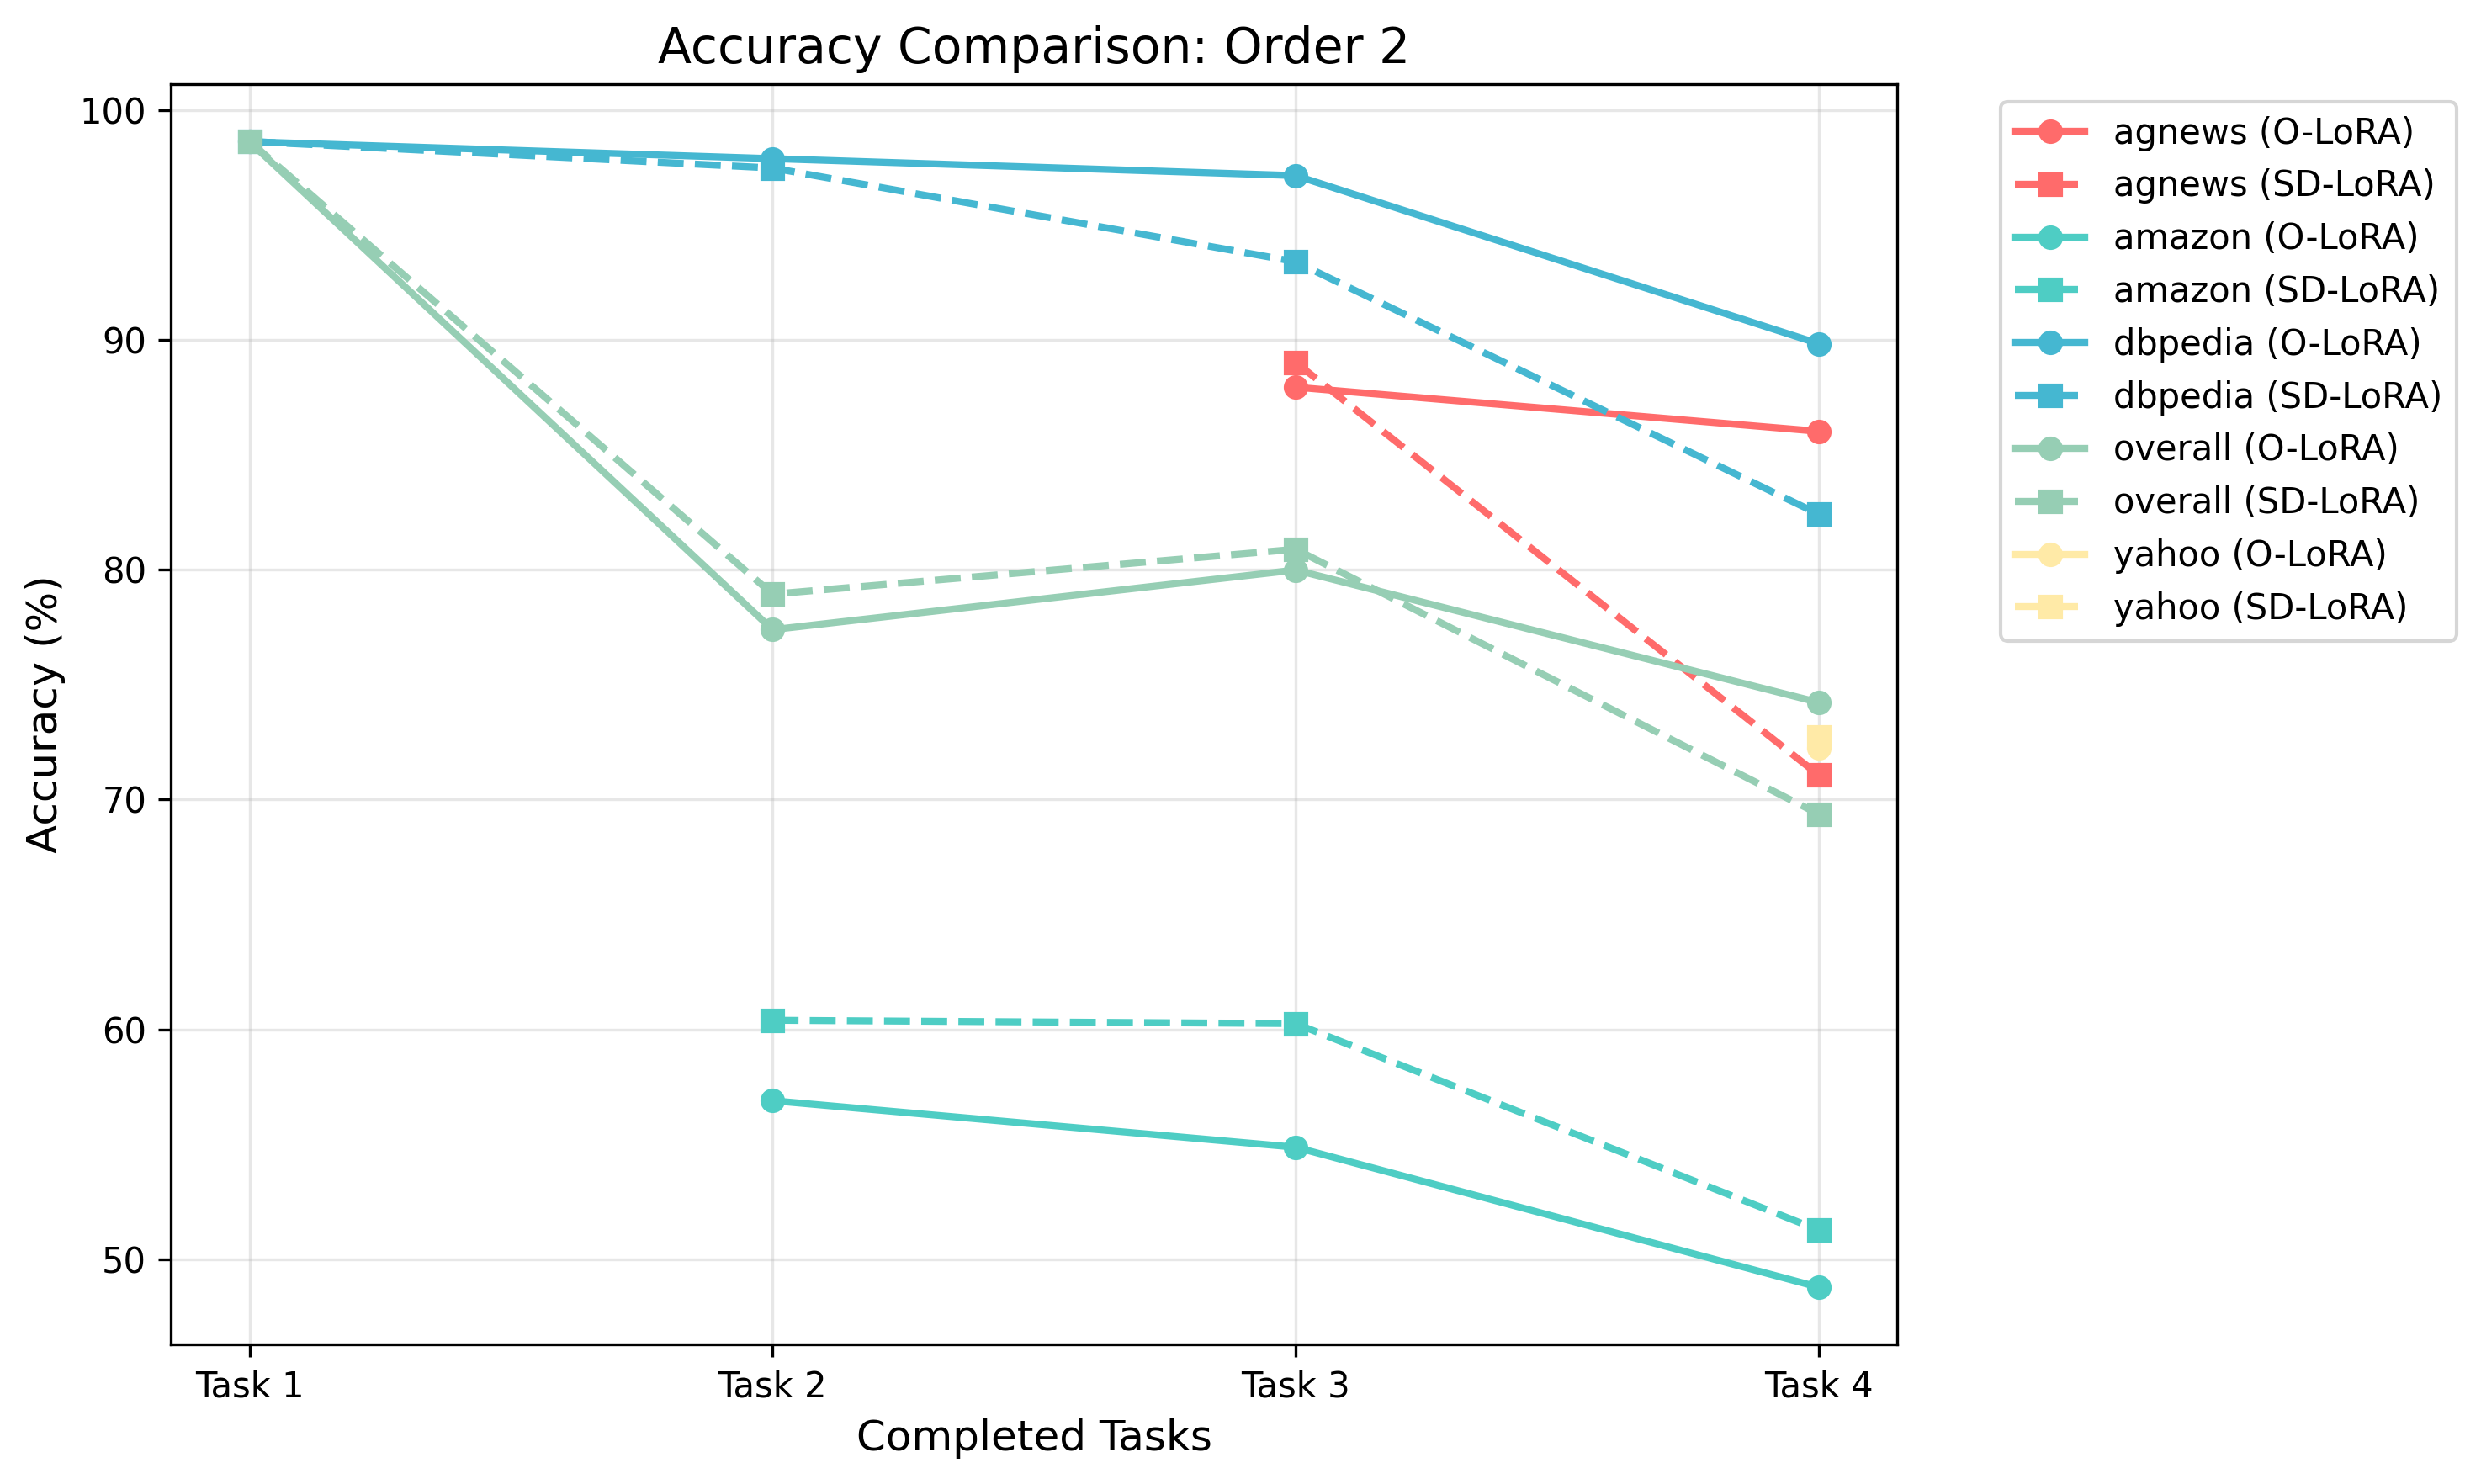 Accuracy Comparison: Order 2
Accuracy (%)
100
90
80
70
60
50
Task 1
Task 2
Task 3
Task 4
Completed Tasks
agnews (O-LoRA)
agnews (SD-LoRA)
amazon (O-LoRA)
amazon (SD-LoRA)
dbpedia (O-LoRA)
dbpedia (SD-LoRA)
overall (O-LoRA)
overall (SD-LoRA)
yahoo (O-LoRA)
yahoo (SD-LoRA)